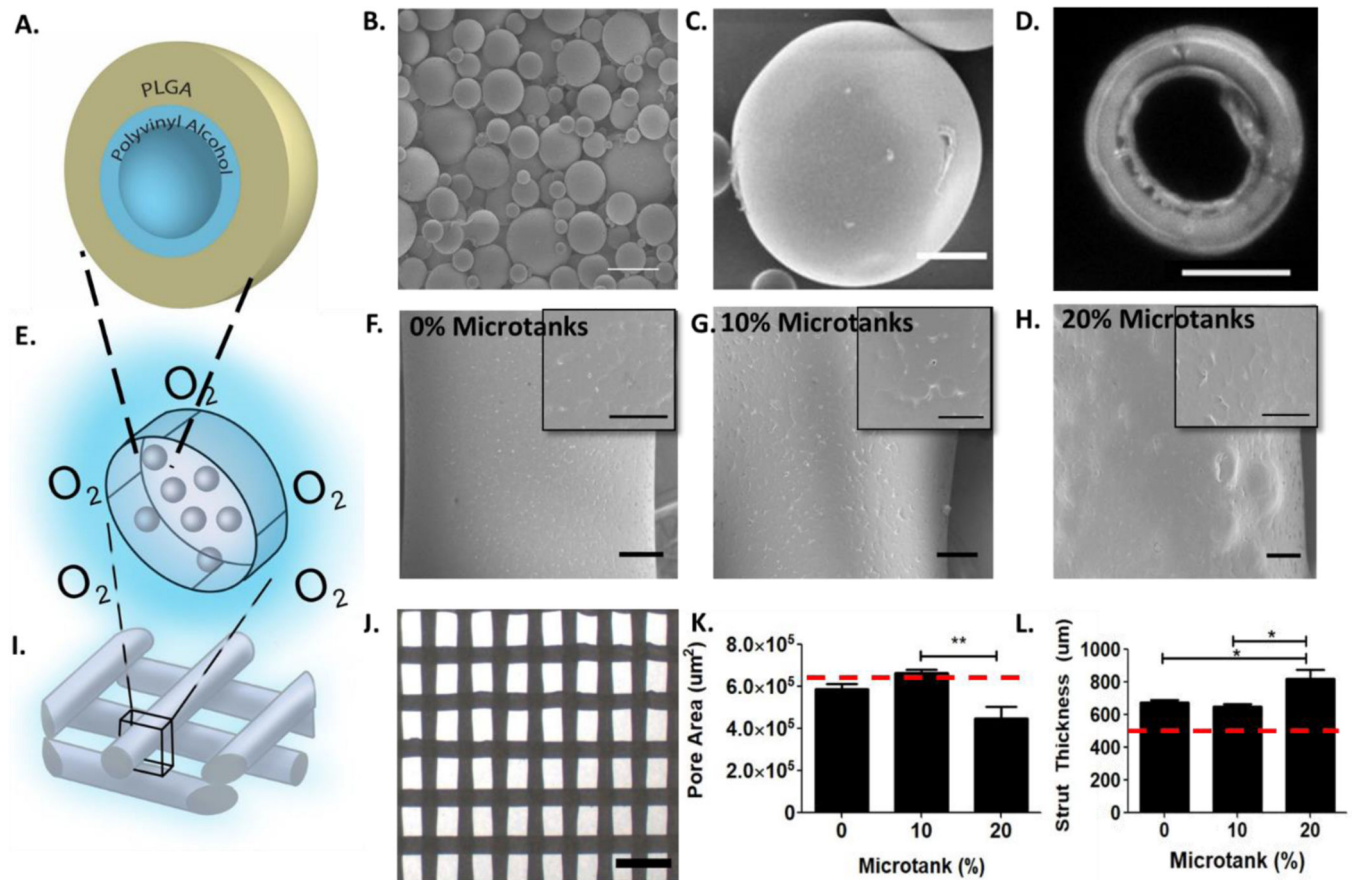 A.
PLGA
Polyvinyl Alcohol
B.
C.
D.
E.
O2
O2
O2
O2
O2
F. 0% Microtanks
G. 10% Microtanks
H. 20% Microtanks
I.
J.
K.
Pore Area (um²)
8.0×10⁵
6.0×10⁵
4.0×10⁵
2.0×10⁵
0
**
0 10 20
Microtank (%)
L.
Strut Thickness (um)
1000
800
600
400
200
0
*
*
0 10 20
Microtank (%)